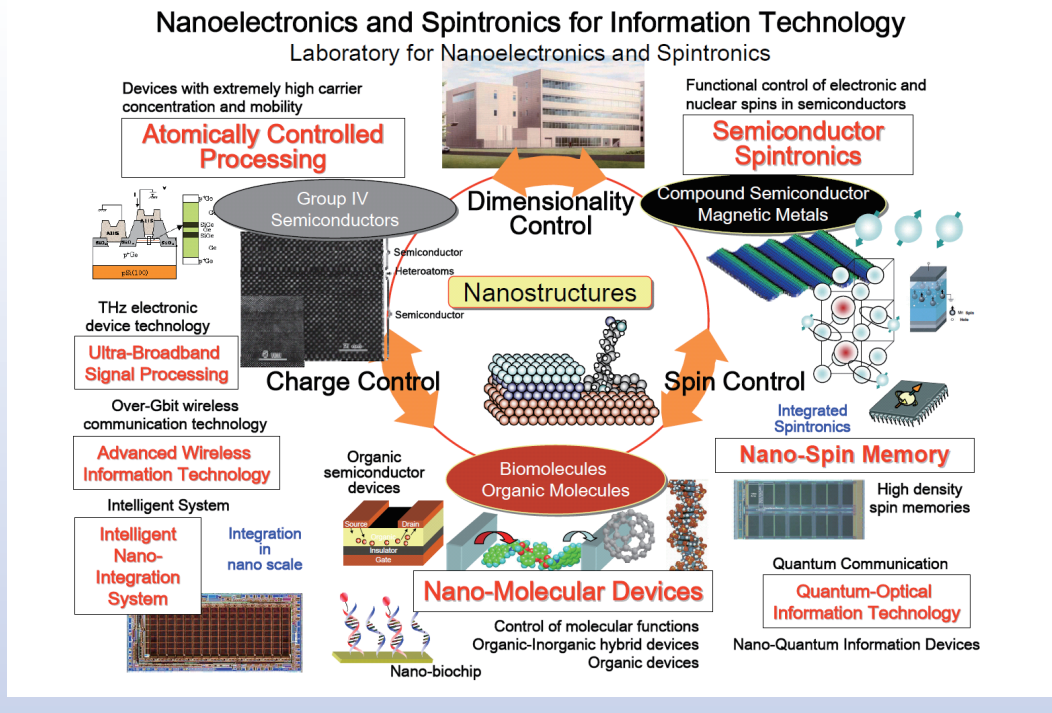 Nanoelectronics and Spintronics for Information Technology
Laboratory for Nanoelectronics and Spintronics
Devices with extremely high carrier
concentration and mobility
Atomically Controlled
Processing
Functional control of electronic and
nuclear spins in semiconductors
Semiconductor
Spintronics
Group IV
Semiconductors
Dimensionality
Control
Compound Semiconductor
Magnetic Metals
Semiconductor
Heteroatoms
Semiconductor
Nanostructures
THz electronic
device technology
Ultra-Broadband
Signal Processing
Charge Control
Spin Control
Over-Gbit wireless
communication technology
Advanced Wireless
Information Technology
Integrated
Spintronics
Nano-Spin Memory
High density
spin memories
Biomolecules
Organic Molecules
Organic
semiconductor
devices
Source
Drain
Insulator
Gate
Intelligent System
Intelligent
Nano-
Integration
System
Integration
in
nano scale
Nano-Molecular Devices
Control of molecular functions
Organic-Inorganic hybrid devices
Organic devices
Nano-biochip
Quantum Communication
Quantum-Optical
Information Technology
Nano-Quantum Information Devices